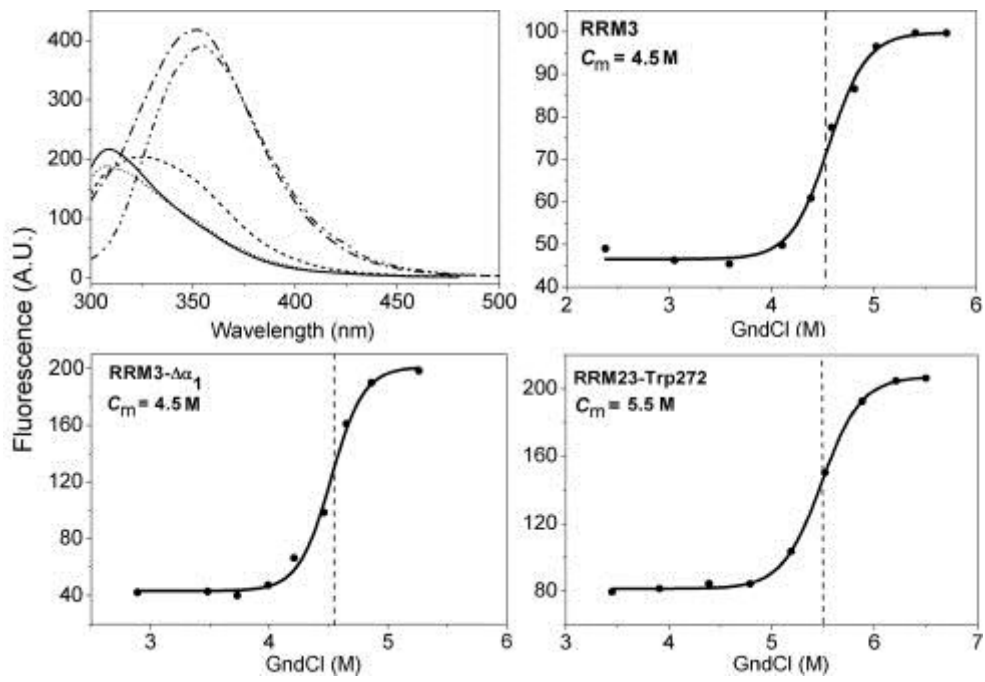 Fluorescence (A.U.)
400
300
200
100
0
300 350 400 450 500
Wavelength (nm)
RRM3
Cm = 4.5 M
100
90
80
70
60
50
40
2 3 4 5 6
GndCl (M)
RRM3-Δα1
Cm = 4.5 M
200
160
120
80
40
3 4 5 6
GndCl (M)
RRM23-Trp272
Cm = 5.5 M
200
160
120
80
3 4 5 6 7
GndCl (M)